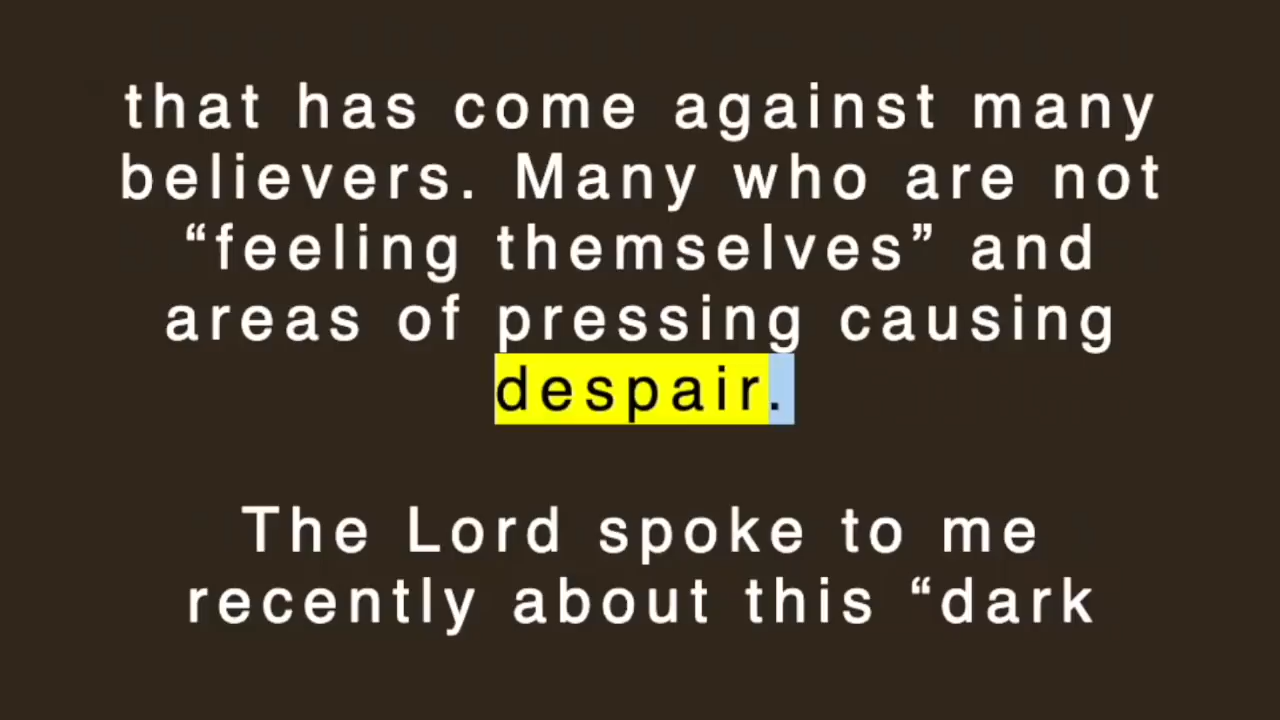 that has come against many
believers. Many who are not
“feeling themselves” and
areas of pressing causing
despair.
The Lord spoke to me
recently about this “dark